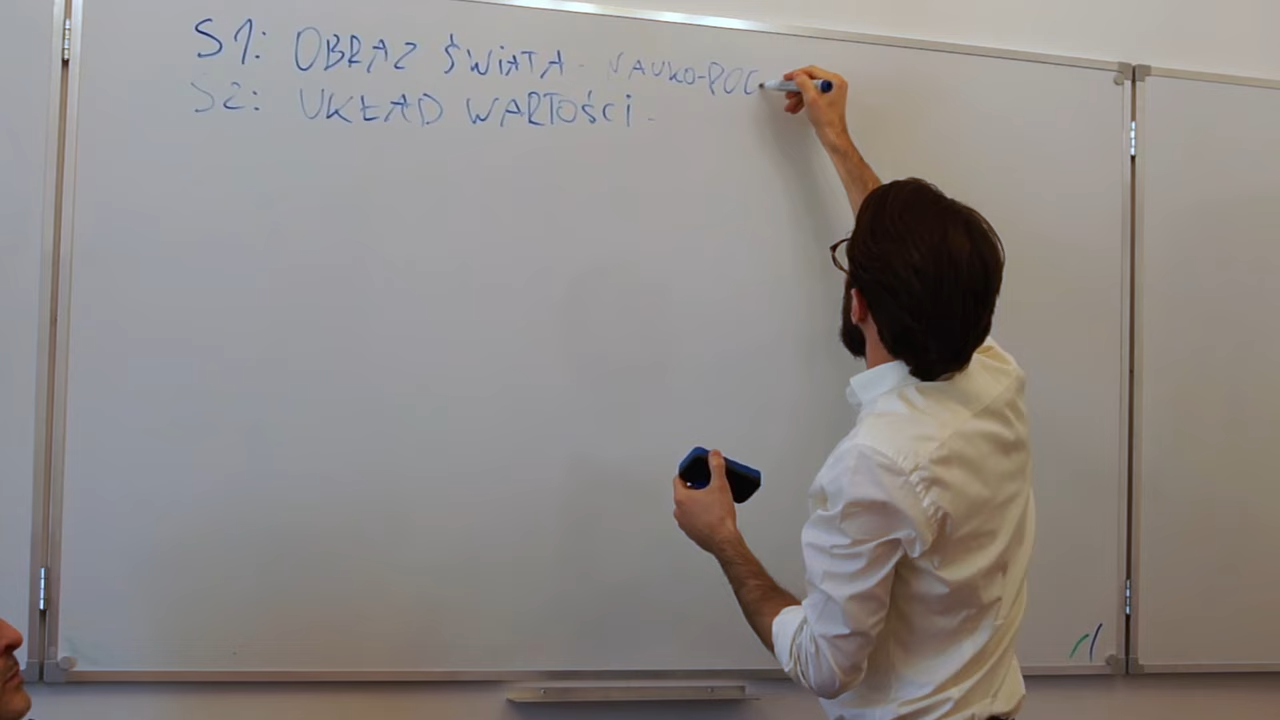 S1: OBRAZ ŚWIATA - NAUKO-POC
S2: UKŁAD WARTOŚCI -